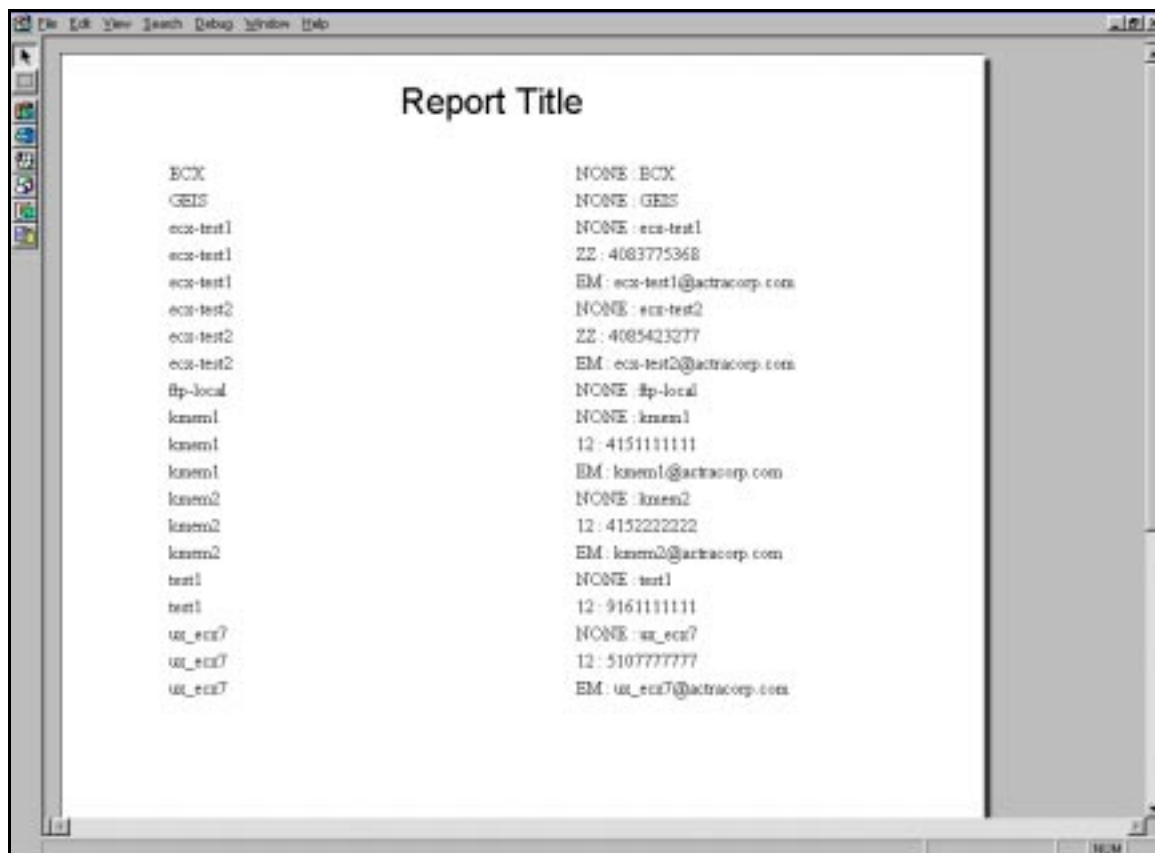 File Edit View Search Debug Window Help
Report Title
ECX NONE : ECX
GEIS NONE : GEIS
ecx-test1 NONE : ecx-test1
ecx-test1 ZZ : 4083775368
ecx-test1 EM : ecx-test1@actracorp.com
ecx-test2 NONE : ecx-test2
ecx-test2 ZZ : 4085423277
ecx-test2 EM : ecx-test2@actracorp.com
ftp-local NONE : ftp-local
kmem1 NONE : kmem1
kmem1 12 : 4151111111
kmem1 EM : kmem1@actracorp.com
kmem2 NONE : kmem2
kmem2 12 : 4152222222
kmem2 EM : kmem2@actracorp.com
test1 NONE : test1
test1 12 : 9161111111
ux_ecx7 NONE : ux_ecx7
ux_ecx7 12 : 5107777777
ux_ecx7 EM : ux_ecx7@actracorp.com
NUM